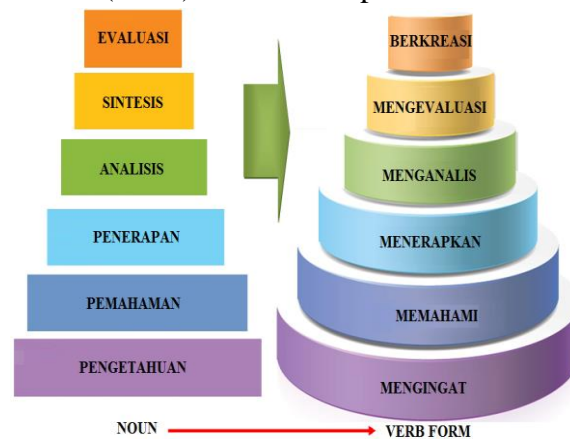 EVALUASI
SINTESIS
ANALISIS
PENERAPAN
PEMAHAMAN
PENGETAHUAN
BERKREASI
MENGEVALUASI
MENGANALIS
MENERAPKAN
MEMAHAMI
MENGINGAT
NOUN
VERB FORM